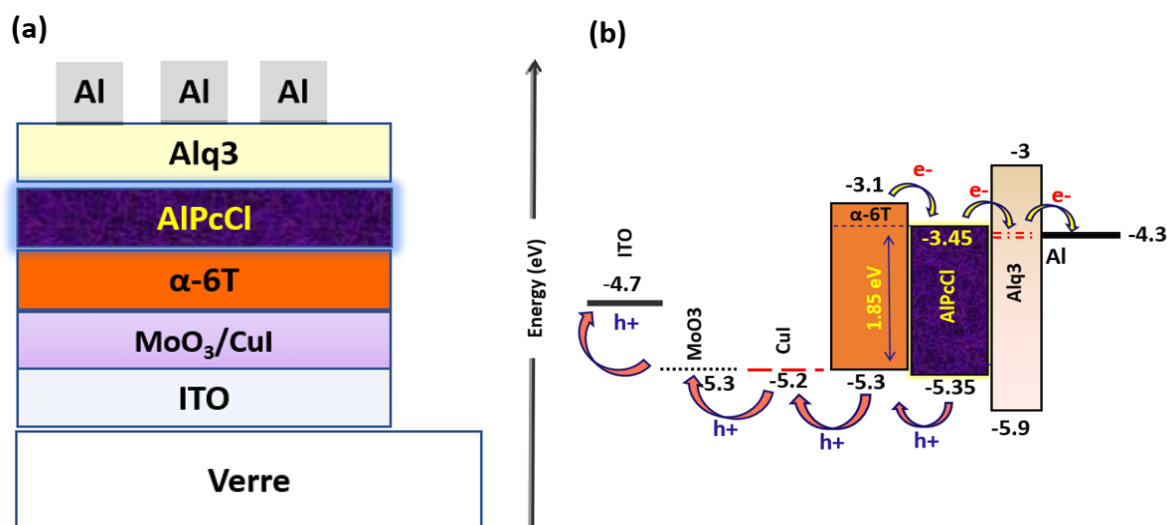 (a)
Al Al Al
Alq3
AlPcCl
α-6T
MoO₃/CuI
ITO
Verre
(b)
Energy (eV)
ITO
-4.7
h+
MoO3
-5.3
h+
CuI
-5.2
h+
-3.1
α-6T
1.85 eV
-5.3
e-
-3.45
AlPcCl
-5.35
h+
e-
-3
Alq3
-5.9
e-
Al
-4.3